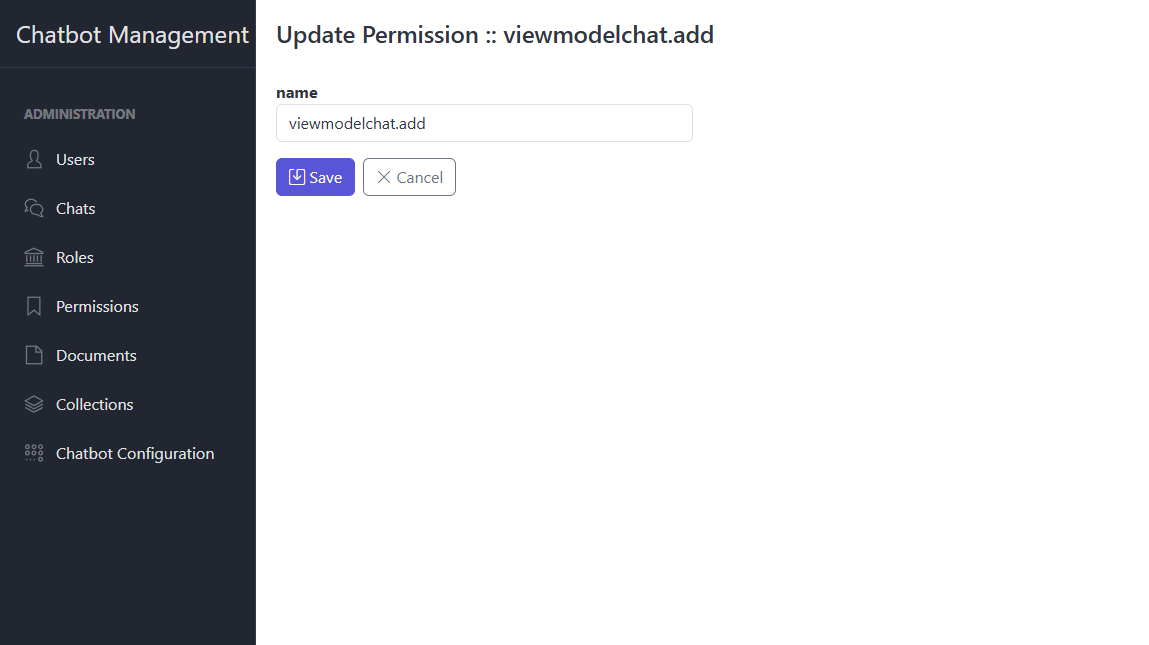 Chatbot Management
ADMINISTRATION
Users
Chats
Roles
Permissions
Documents
Collections
Chatbot Configuration
Update Permission :: viewmodelchat.add
name
viewmodelchat.add
Save Cancel